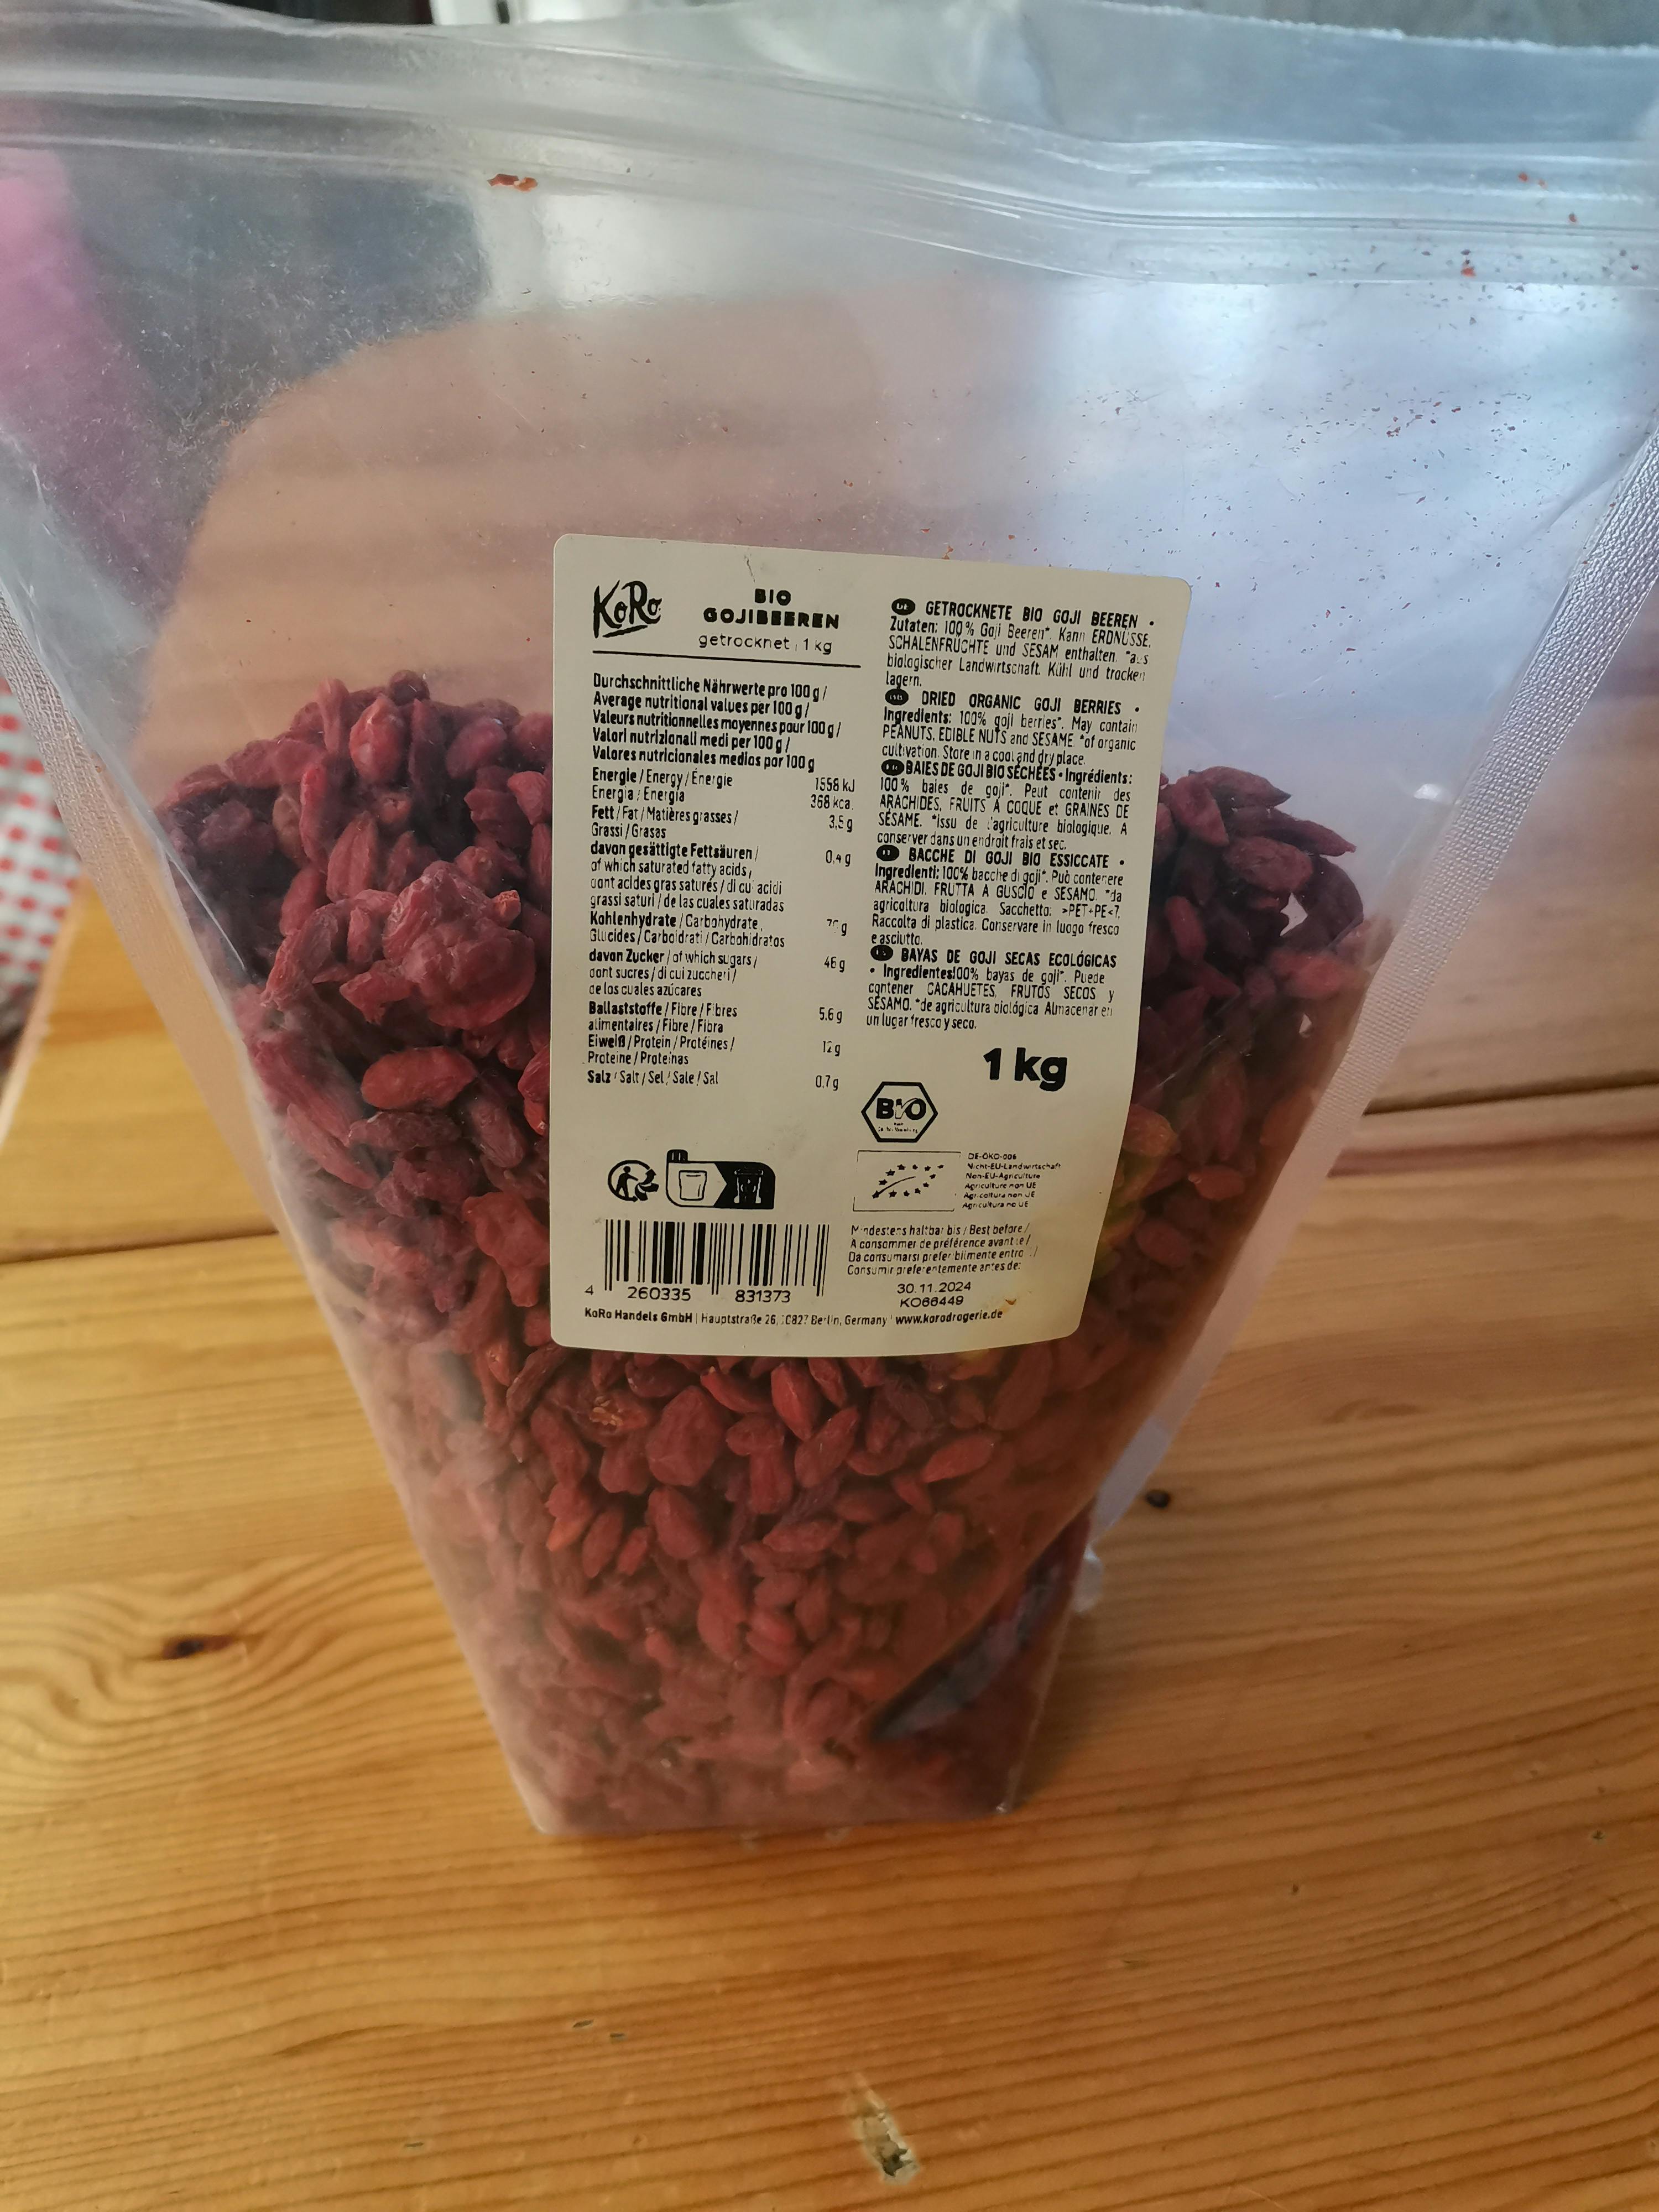 KoRo
BIO
GOJIBEEREN
getrocknet, 1 kg
Durchschnittliche Nährwerte pro 100 g /
Average nutritional values per 100 g /
Valeurs nutritionnelles moyennes pour 100 g /
Valori nutrizionali medi per 100 g /
Valores nutricionales medios por 100 g
Energie / Energy / Énergie 1558 kJ
Energia / Energía 368 kca
Fett / Fat / Matières grasses / 3,5 g
Grassi / Grasas
davon gesättigte Fettsäuren / 0,4 g
of which saturated fatty acids,
dont acides gras saturés / di cui acidi
grassi saturi / de las cuales saturadas
Kohlenhydrate / Carbohydrate, g
Glucides / Carboidrati / Carbohidratos
davon Zucker / of which sugars / 46 g
dont sucres / di cui zuccheri /
de los cuales azúcares
Ballaststoffe / Fibre / Fibres 5,6 g
alimentaires / Fibre / Fibra
Eiweiß / Protein / Protéines / 12 g
Proteine / Proteínas
Salz / Salt / Sel / Sale / Sal 0,7 g
4 260335 831373
DE GETROCKNETE BIO GOJI BEEREN •
Zutaten: 100 % Goji Beeren*. Kann ERDNÜSSE,
SCHALENFRÜCHTE und SESAM enthalten. *aus
biologischer Landwirtschaft. Kühl und trocken
lagern.
DRIED ORGANIC GOJI BERRIES •
Ingredients: 100% goji berries*. May contain
PEANUTS, EDIBLE NUTS and SESAME. *of organic
cultivation. Store in a cool and dry place.
BAIES DE GOJI BIO SÉCHÉES • Ingrédients:
100% baies de goji*. Peut contenir des
ARACHIDES, FRUITS À COQUE et GRAINES DE
SÉSAME. *issu de l'agriculture biologique. A
conserver dans un endroit frais et sec.
BACCHE DI GOJI BIO ESSICCATE •
Ingredienti: 100% bacche di goji*. Può contenere
ARACHIDI, FRUTTA A GUSCIO e SESAMO. *da
agricoltura biologica. Sacchetto: >PET+PE<7,
Raccolta di plastica. Conservare in luogo fresco
e asciutto.
BAYAS DE GOJI SECAS ECOLÓGICAS
• Ingredientes:100% bayas de goji*. Puede
contener CACAHUETES, FRUTOS SECOS y
SÉSAMO. *de agricultura biológica Almacenar en
un lugar fresco y seco.
1 kg
BIO
DE-ÖKO-006
Nicht-EU-Landwirtschaft
Non-EU-Agriculture
Agriculture non UE
Agricoltura non UE
Agricultura no UE
Mindestens haltbar bis / Best before /
A consommer de préférence avant le /
Da consumarsi preferibilmente entro /
Consumir preferentemente antes de:
30.11.2024
KO66449
KoRo Handels GmbH | Hauptstraße 26, 10827 Berlin, Germany | www.korodrogerie.de